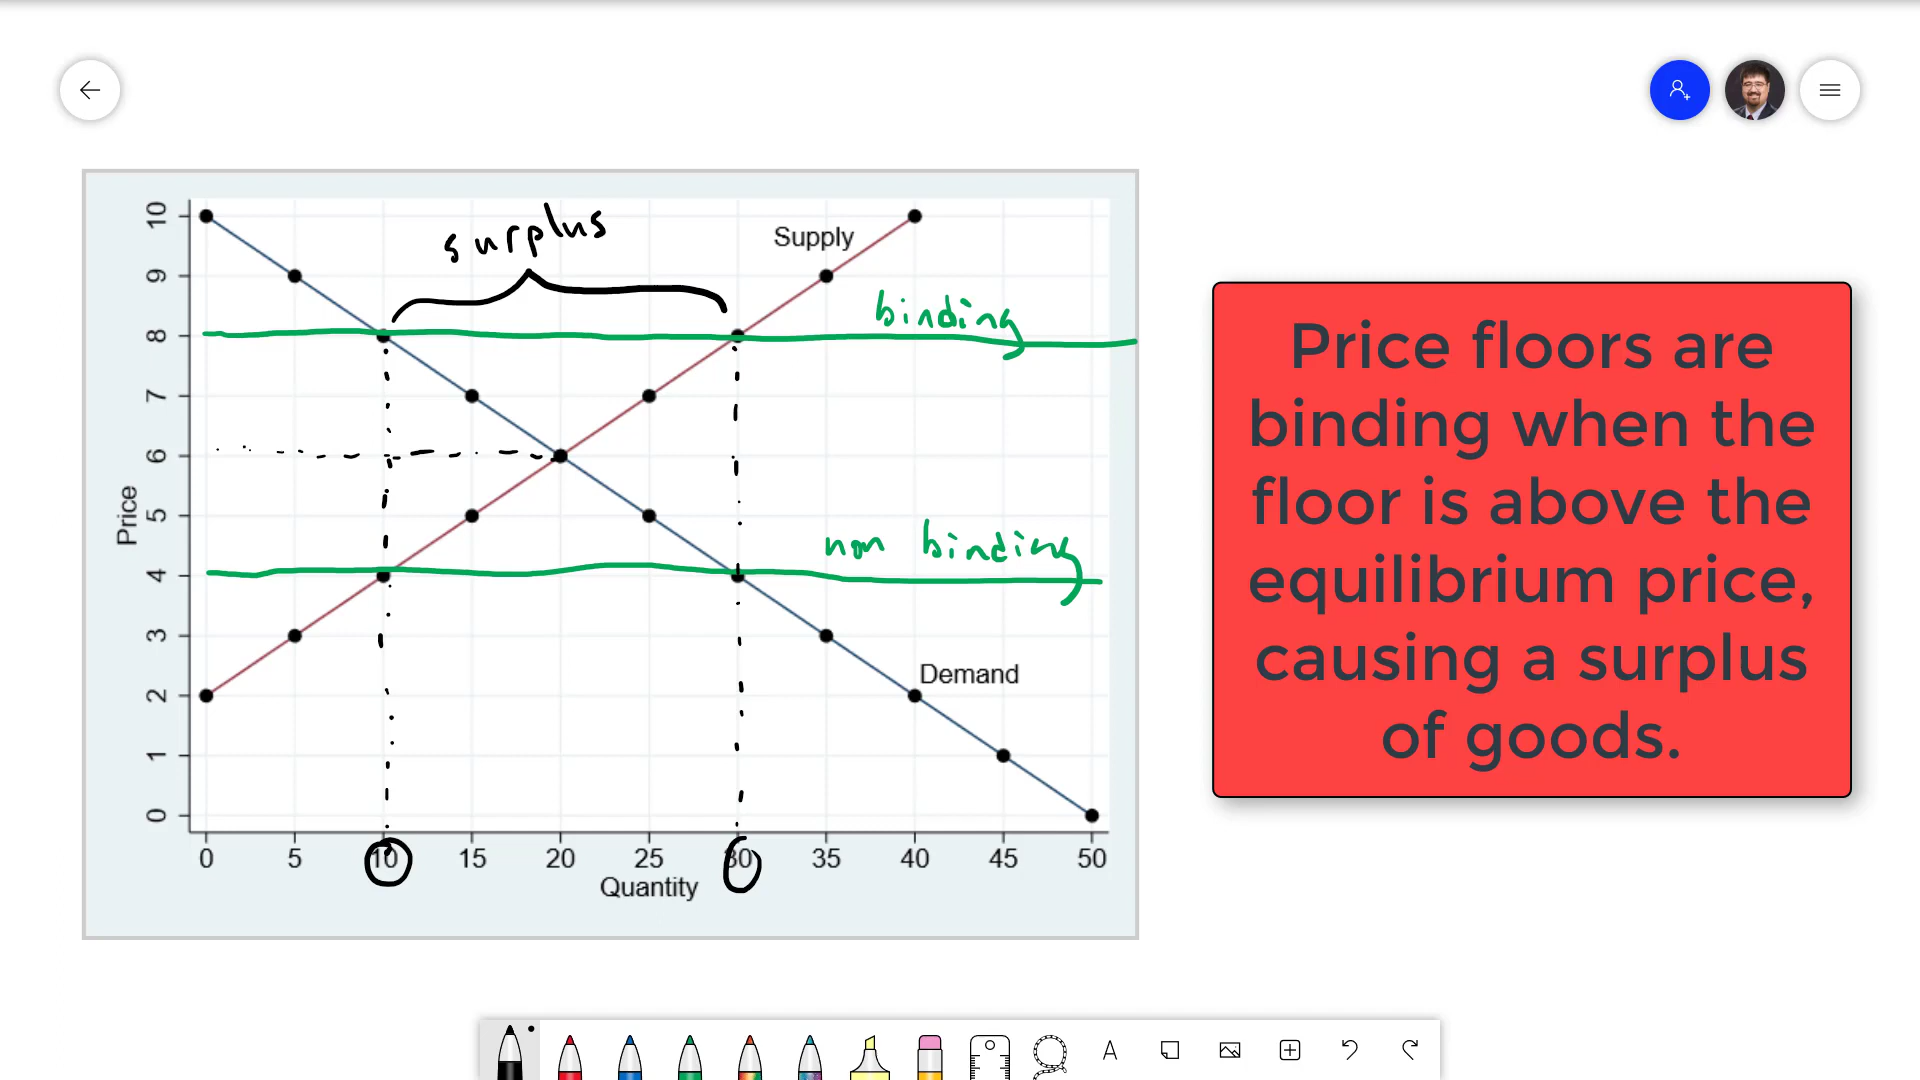 surplus
Supply
binding
non binding
Demand
Price
10
9
8
7
6
5
4
3
2
1
0
0 5 10 15 20 25 30 35 40 45 50
Quantity
Price floors are
binding when the
floor is above the
equilibrium price,
causing a surplus
of goods.
A